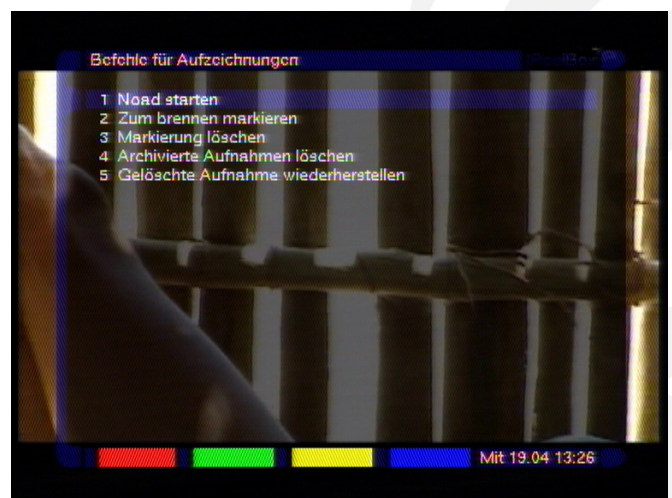 Befehle für Aufzeichnungen
1 Noad starten
2 Zum brennen markieren
3 Markierung löschen
4 Archivierte Aufnahmen löschen
5 Gelöschte Aufnahme wiederherstellen
Mit 19.04 13:26